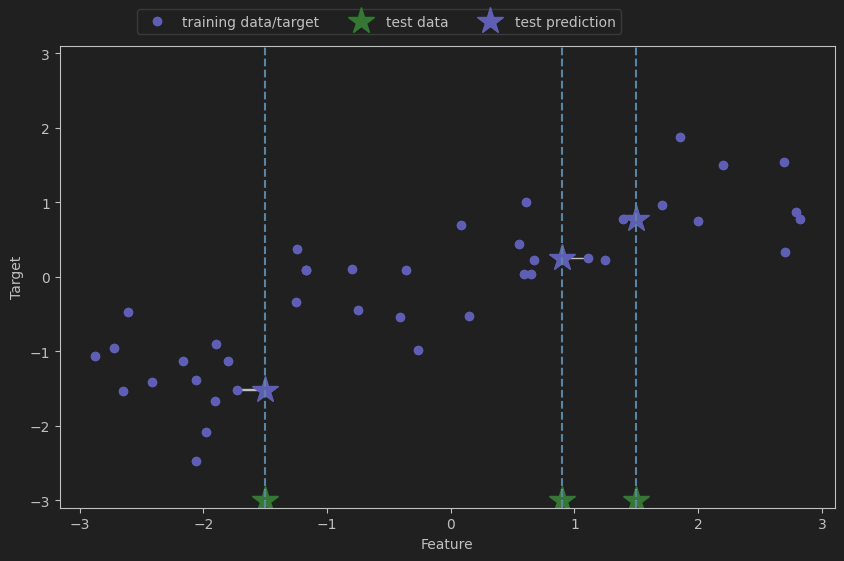 training data/target test data test prediction
3
2
1
0
−1
−2
−3
Target
−3 −2 −1 0 1 2 3
Feature